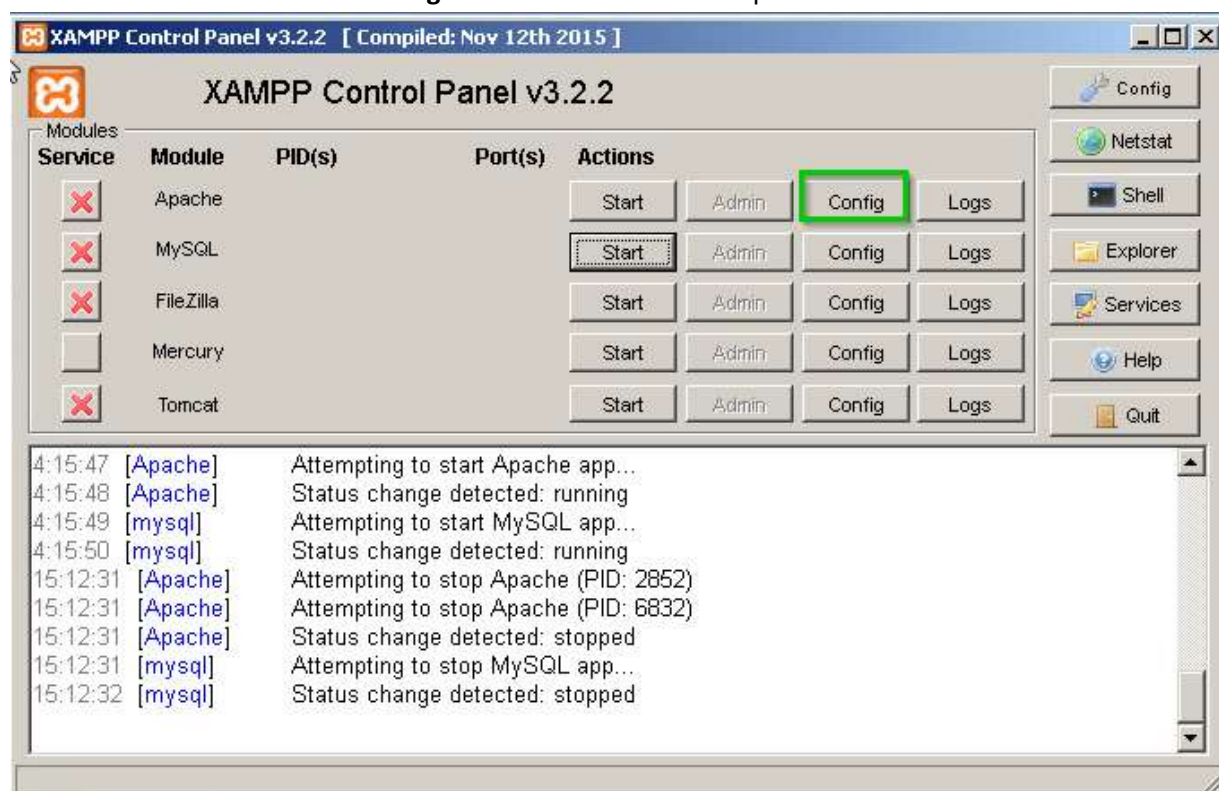 XAMPP Control Panel v3.2.2 [ Compiled: Nov 12th 2015 ]
XAMPP Control Panel v3.2.2
Config
Modules
Service Module PID(s) Port(s) Actions
Netstat
Apache Start Admin Config Logs
Shell
MySQL Start Admin Config Logs
Explorer
FileZilla Start Admin Config Logs
Services
Mercury Start Admin Config Logs
Help
Tomcat Start Admin Config Logs
Quit
4:15:47 [Apache] Attempting to start Apache app...
4:15:48 [Apache] Status change detected: running
4:15:49 [mysql] Attempting to start MySQL app...
4:15:50 [mysql] Status change detected: running
15:12:31 [Apache] Attempting to stop Apache (PID: 2852)
15:12:31 [Apache] Attempting to stop Apache (PID: 6832)
15:12:31 [Apache] Status change detected: stopped
15:12:31 [mysql] Attempting to stop MySQL app...
15:12:32 [mysql] Status change detected: stopped